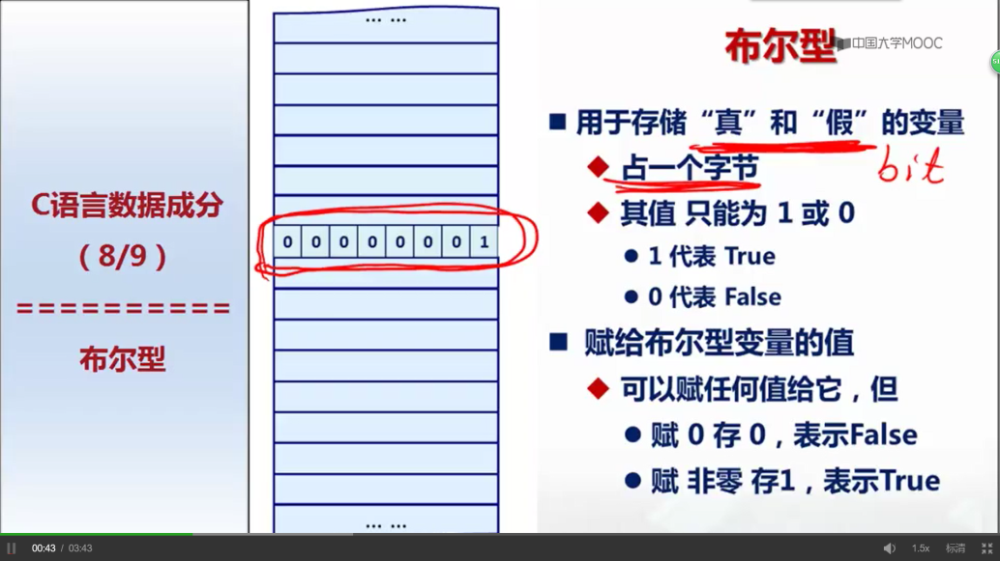 C语言数据成分
（8/9）
==========
布尔型
... ...
0 0 0 0 0 0 0 1
... ...
布尔型
中国大学MOOC
■ 用于存储“真”和“假”的变量
◆ 占一个字节
bit
◆ 其值 只能为 1 或 0
● 1 代表 True
● 0 代表 False
■ 赋给布尔型变量的值
◆ 可以赋任何值给它，但
● 赋 0 存 0，表示False
● 赋 非零 存1，表示True
00:43 / 03:43
1.5x
标清